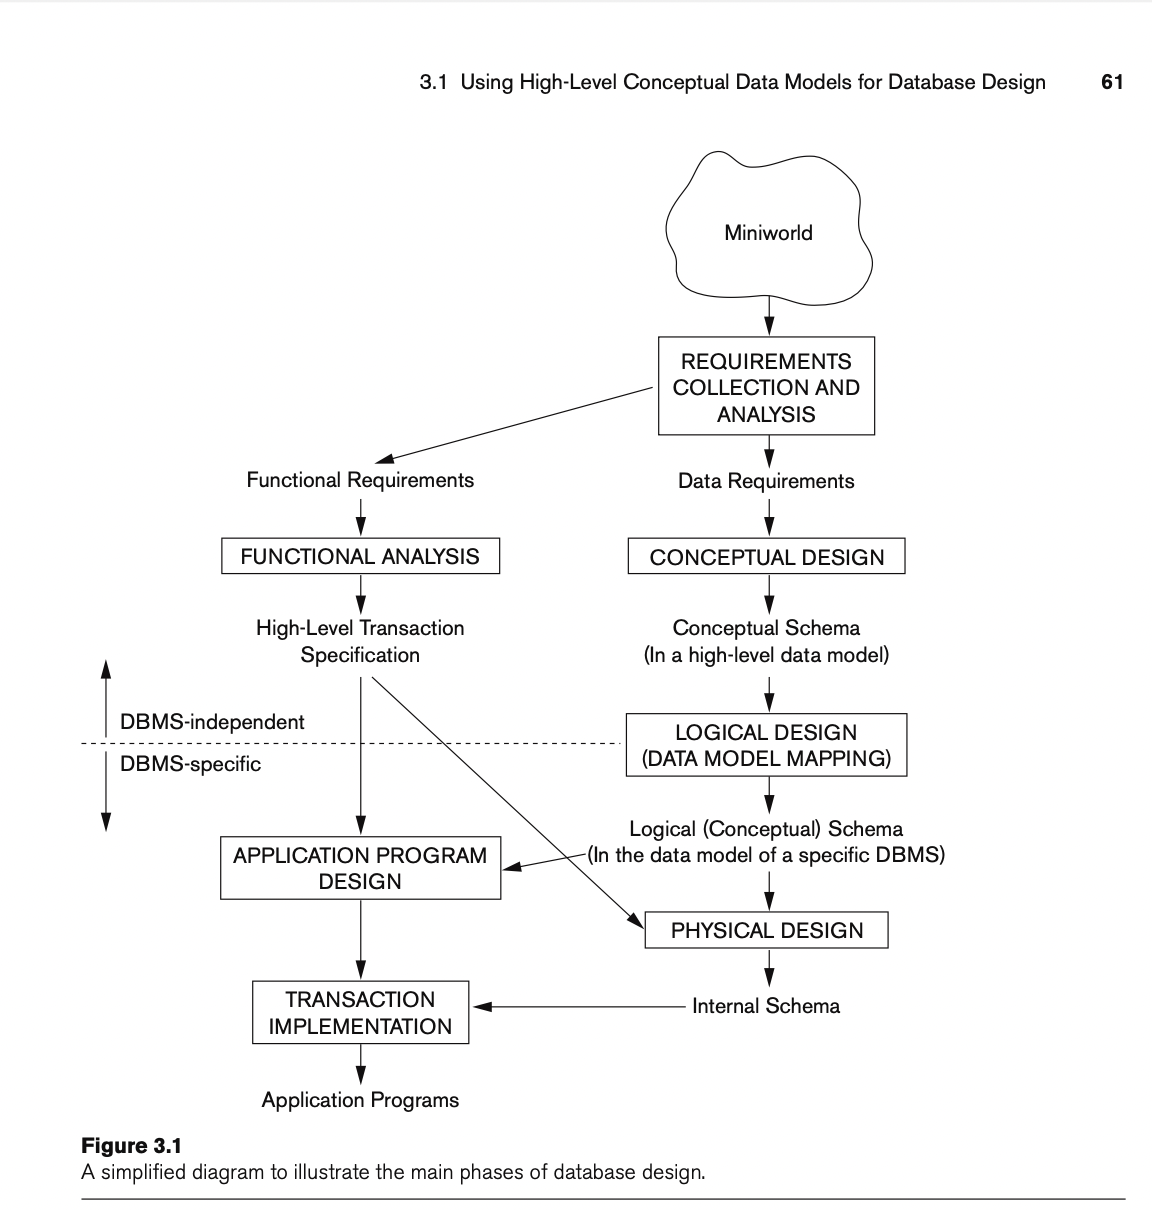 3.1 Using High-Level Conceptual Data Models for Database Design 61
Miniworld
REQUIREMENTS
COLLECTION AND
ANALYSIS
Functional Requirements
Data Requirements
FUNCTIONAL ANALYSIS
CONCEPTUAL DESIGN
High-Level Transaction
Specification
Conceptual Schema
(In a high-level data model)
DBMS-independent
DBMS-specific
LOGICAL DESIGN
(DATA MODEL MAPPING)
Logical (Conceptual) Schema
(In the data model of a specific DBMS)
APPLICATION PROGRAM
DESIGN
PHYSICAL DESIGN
TRANSACTION
IMPLEMENTATION
Internal Schema
Application Programs
Figure 3.1
A simplified diagram to illustrate the main phases of database design.